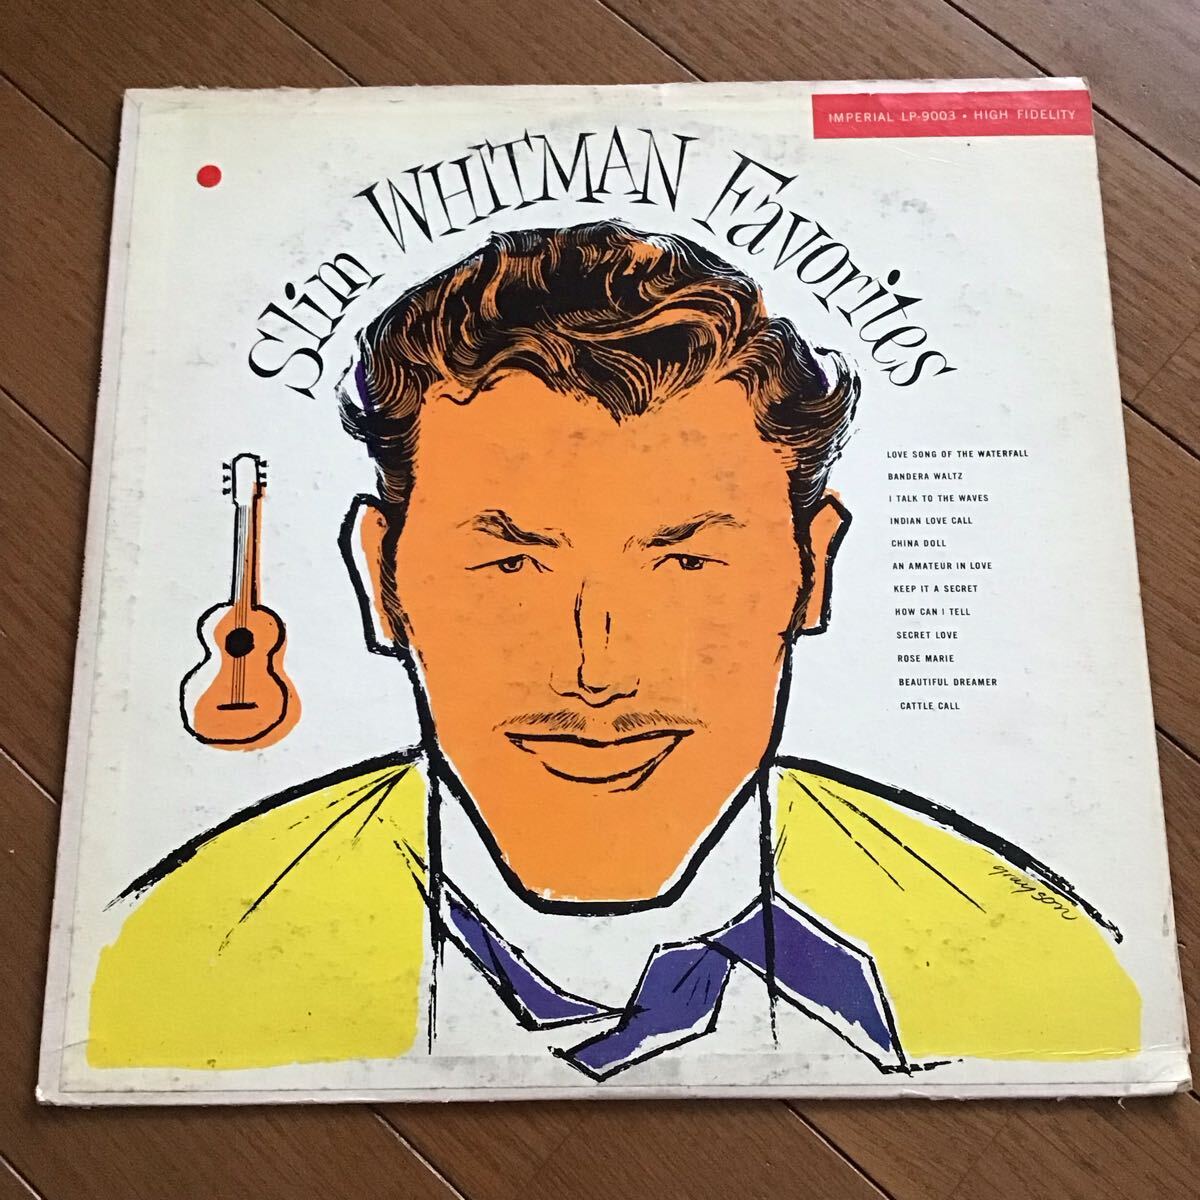 IMPERIAL LP-9003 • HIGH FIDELITY
Slim WHITMAN Favorites
LOVE SONG OF THE WATERFALL
BANDERA WALTZ
I TALK TO THE WAVES
INDIAN LOVE CALL
CHINA DOLL
AN AMATEUR IN LOVE
KEEP IT A SECRET
HOW CAN I TELL
SECRET LOVE
ROSE MARIE
BEAUTIFUL DREAMER
CATTLE CALL
grayson